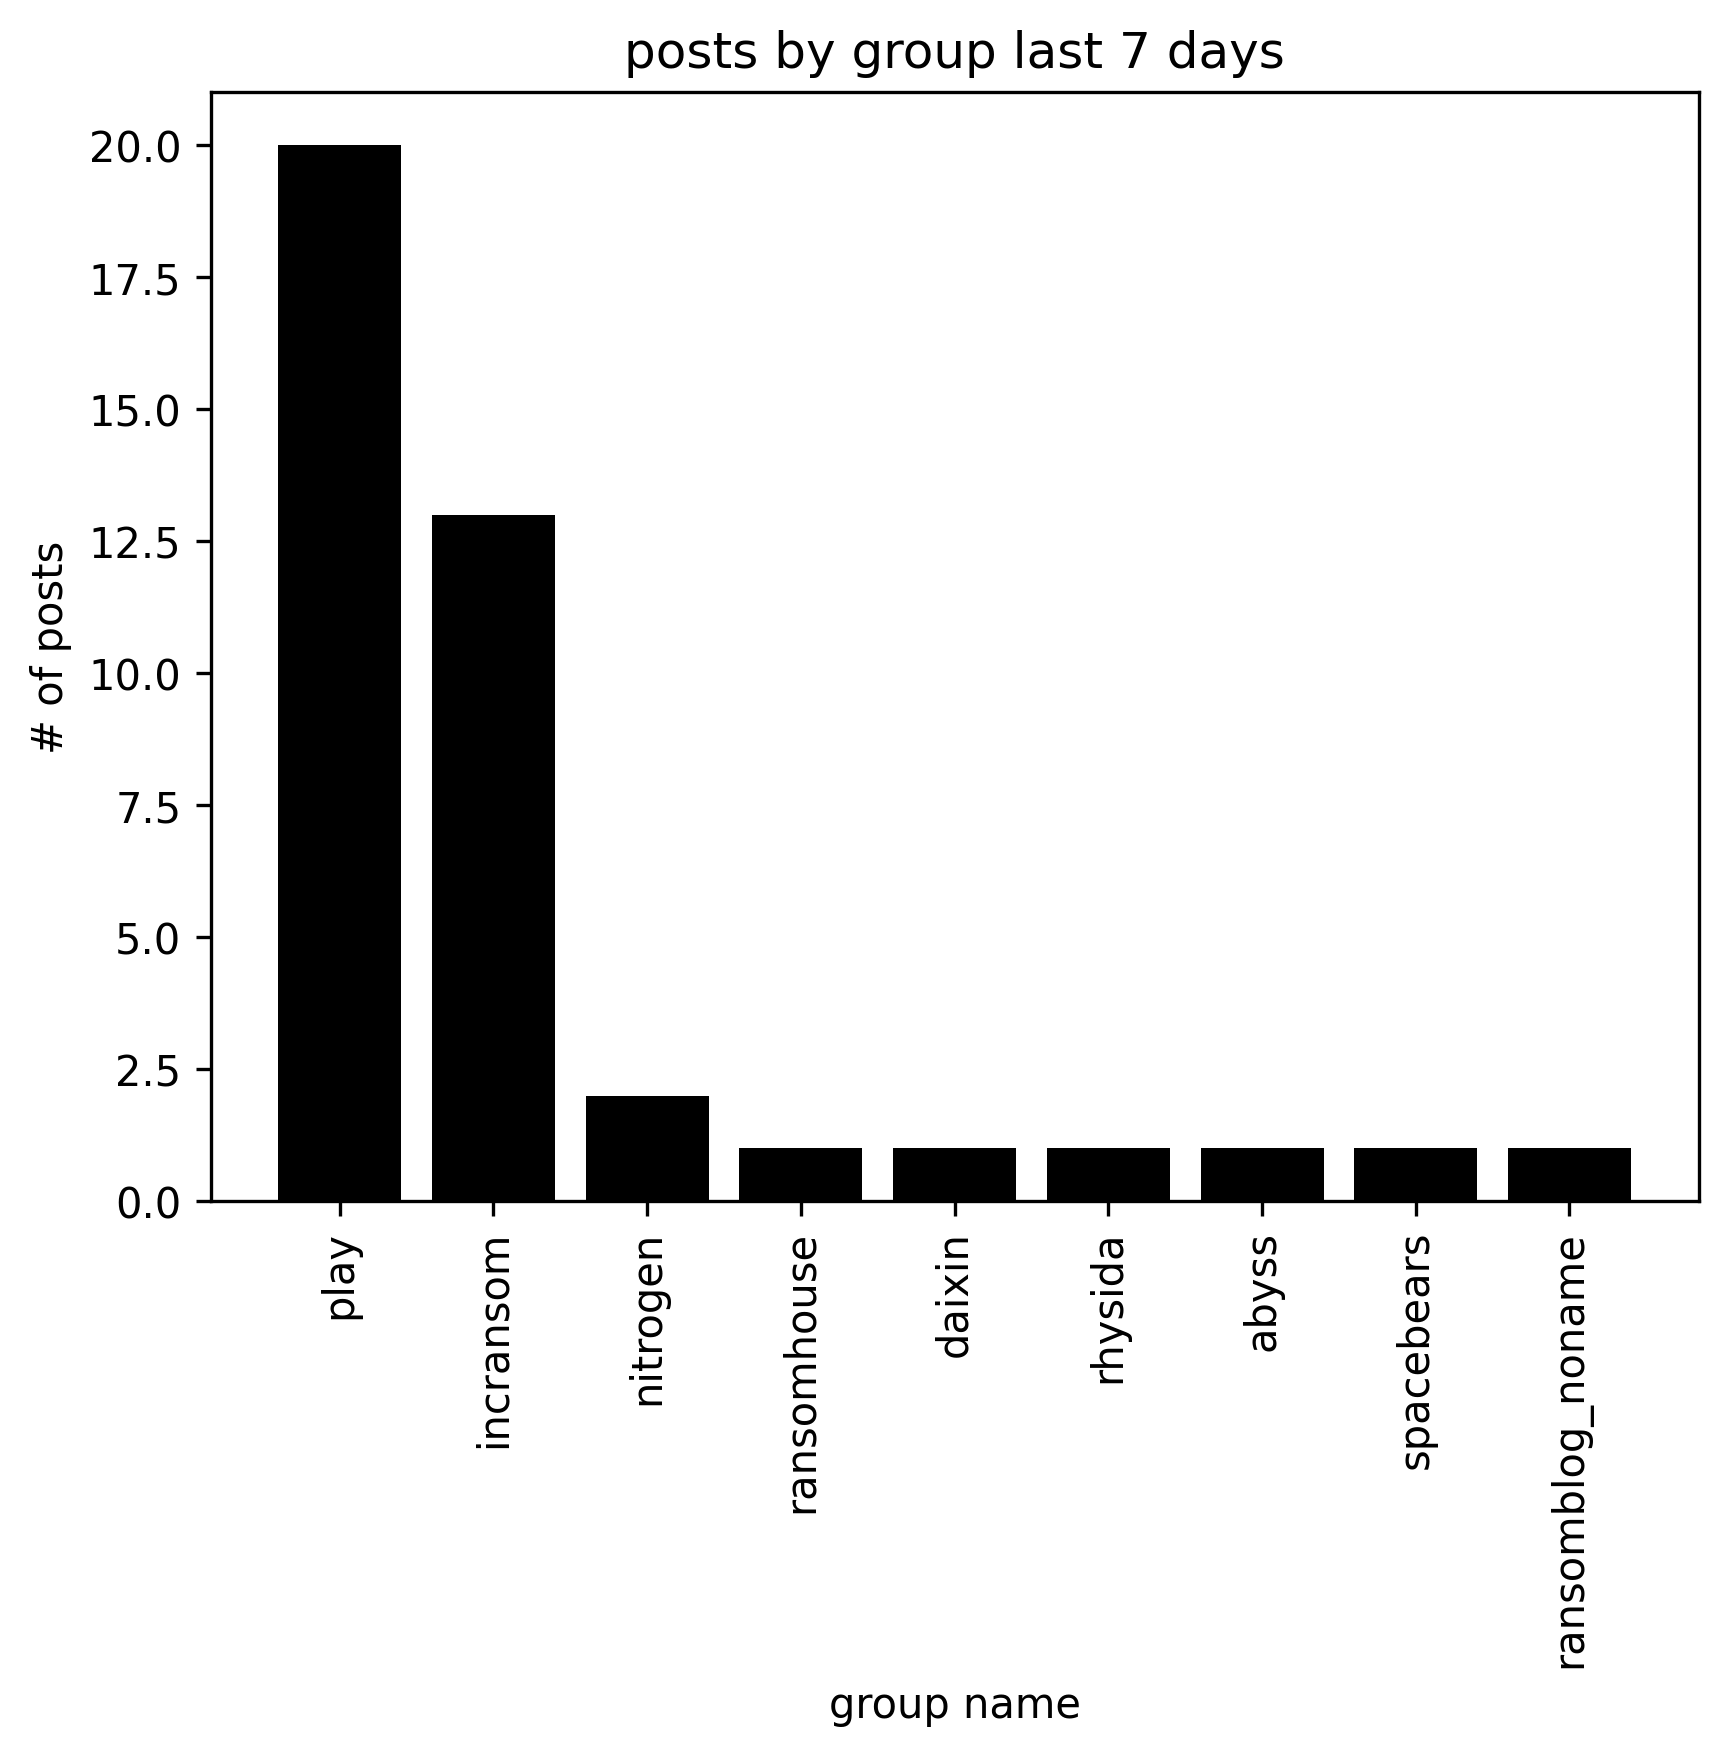 posts by group last 7 days
# of posts
20.0
17.5
15.0
12.5
10.0
7.5
5.0
2.5
0.0
play
incransom
nitrogen
ransomhouse
daixin
rhysida
abyss
spacebears
ransomblog_noname
group name